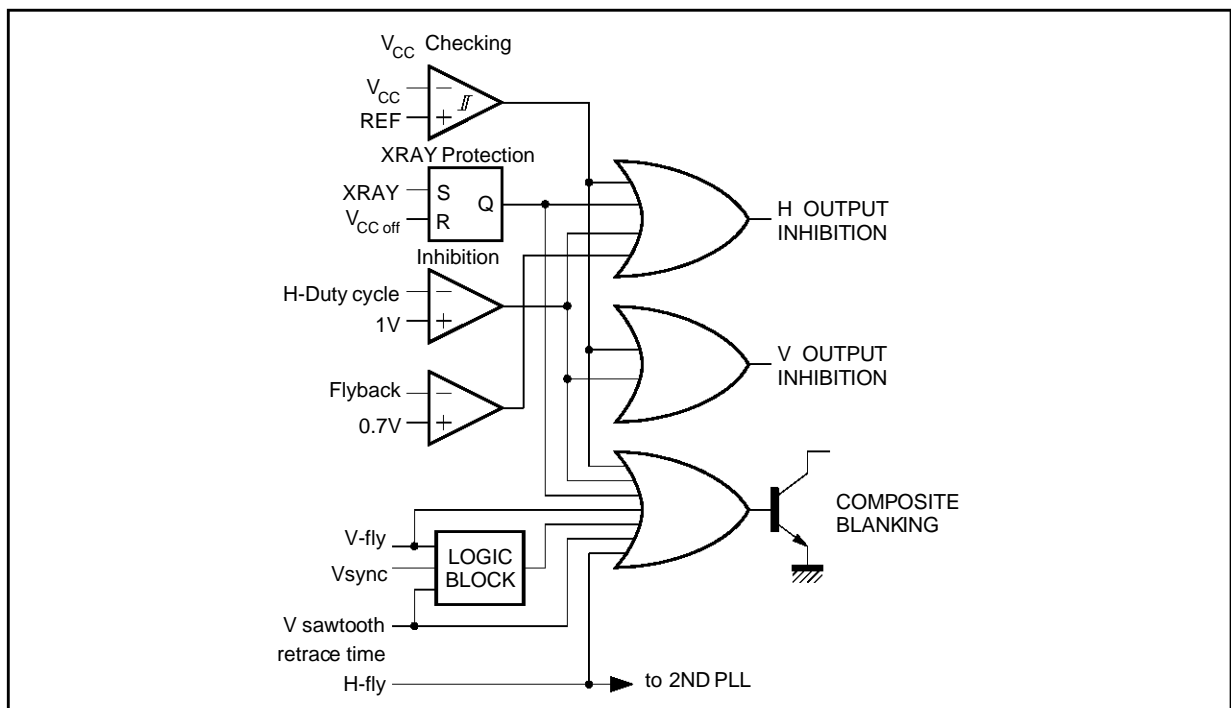 VCC Checking
VCC
REF
XRAY Protection
XRAY
VCC off
S
R
Q
Inhibition
H-Duty cycle
1V
Flyback
0.7V
H OUTPUT
INHIBITION
V OUTPUT
INHIBITION
COMPOSITE
BLANKING
V-fly
Vsync
LOGIC
BLOCK
V sawtooth
retrace time
H-fly
to 2ND PLL